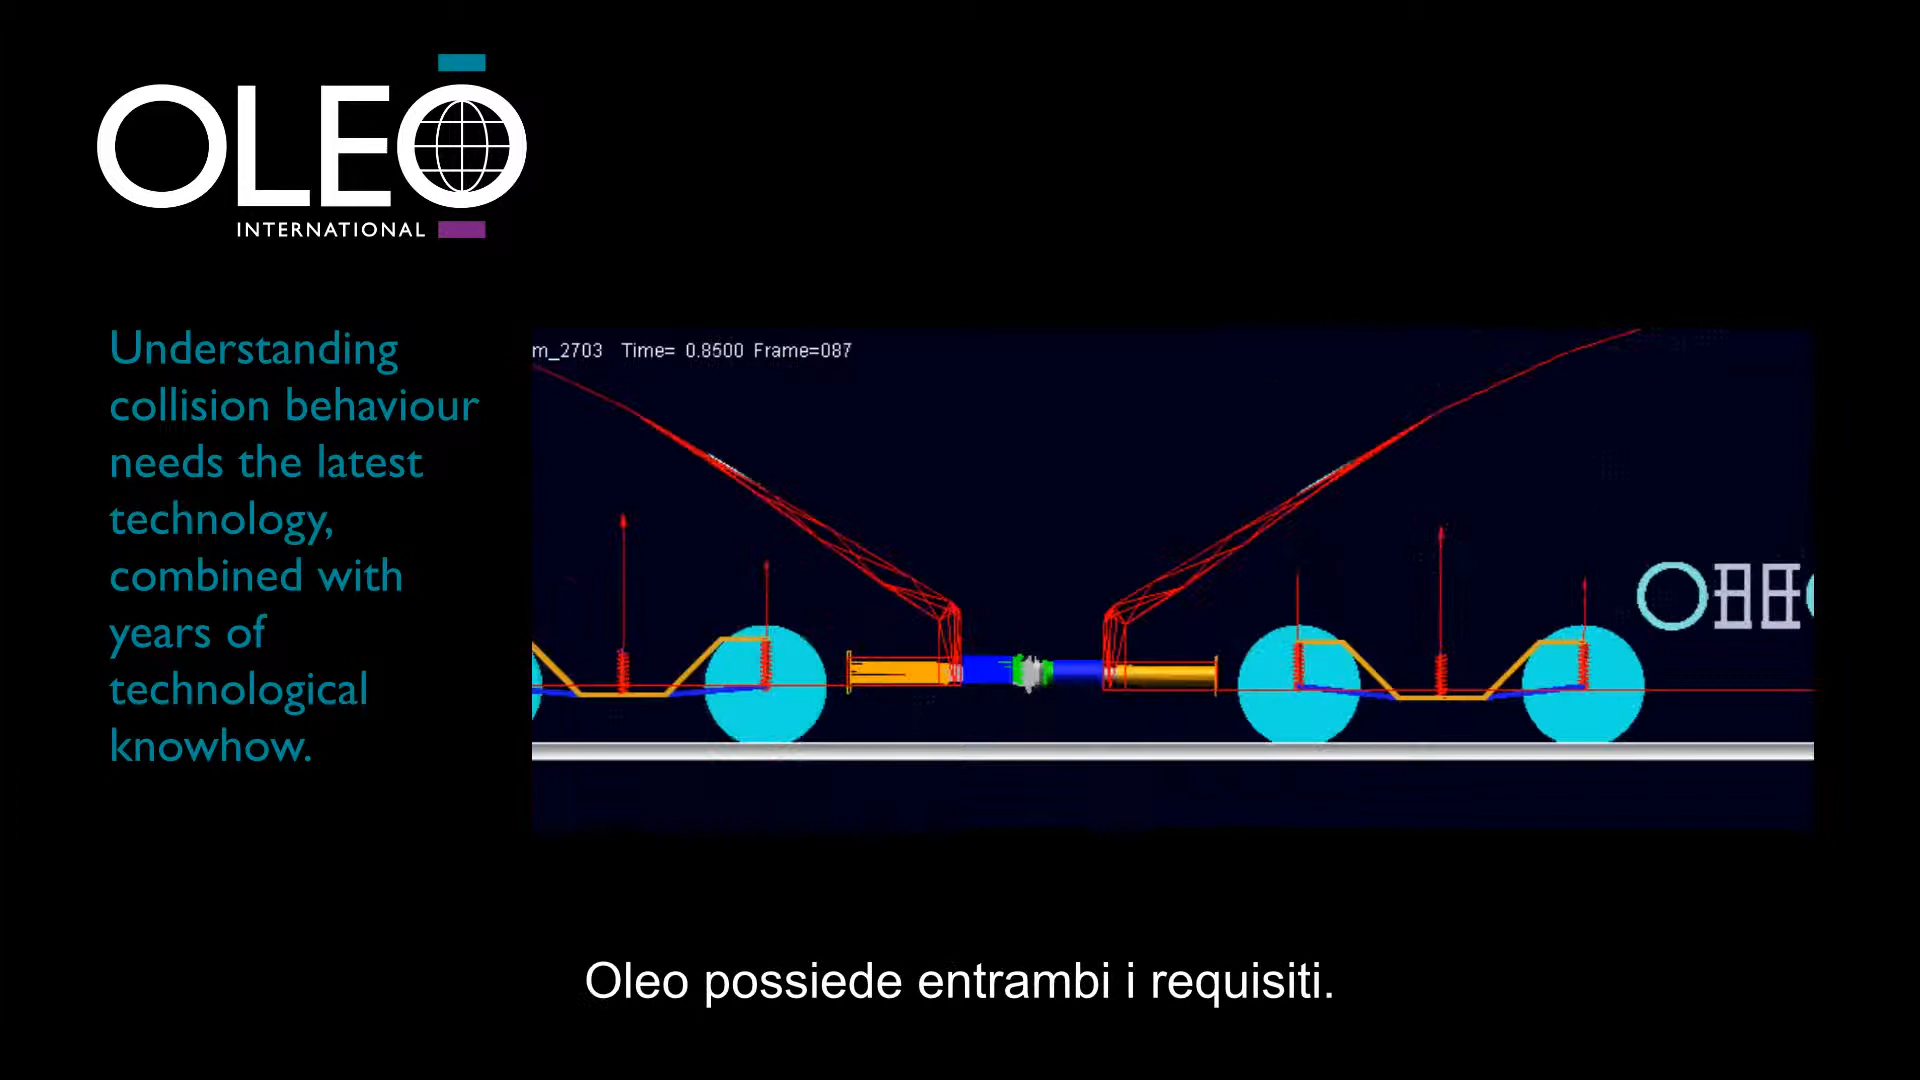 OLEO
INTERNATIONAL
Understanding
collision behaviour
needs the latest
technology,
combined with
years of
technological
knowhow.
m_2703 Time= 0.8500 Frame=087
Oleo possiede entrambi i requisiti.